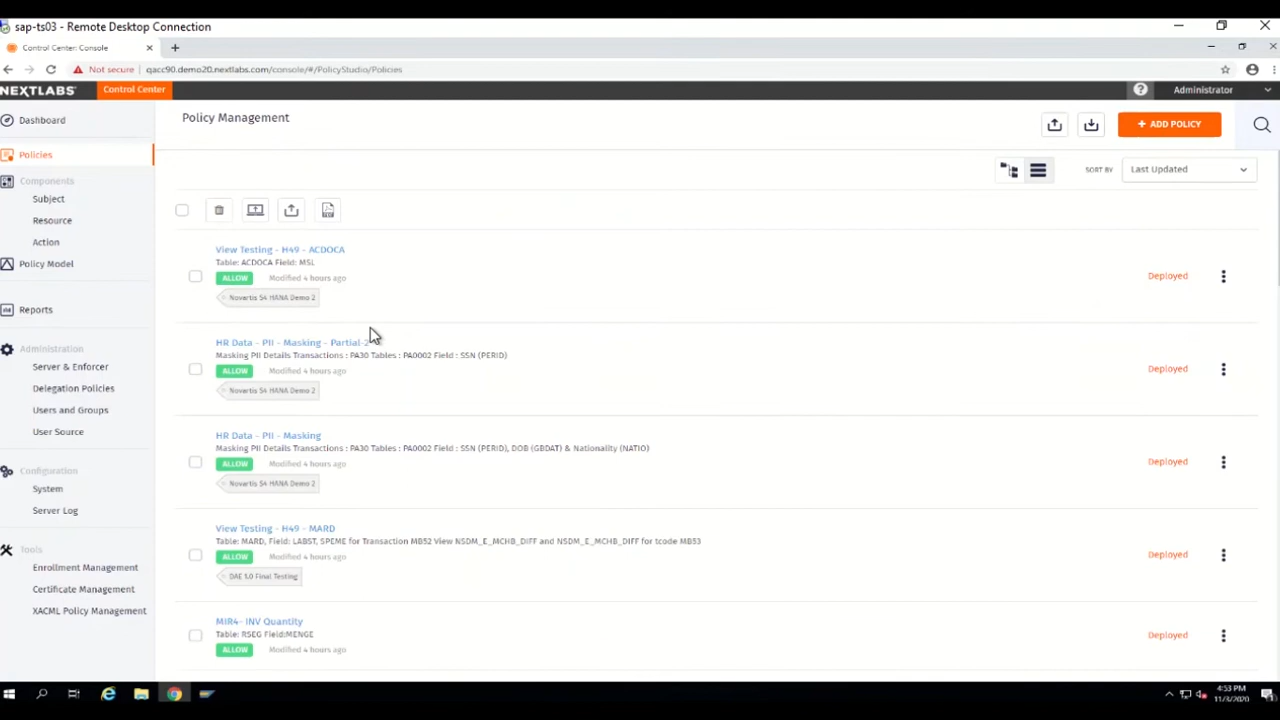 sap-ts03 - Remote Desktop Connection
Control Center: Console
Not secure qacc90.demo20.nextlabs.com/console/#/PolicyStudio/Policies
NEXTLABS Control Center ? Administrator
Dashboard
Policies
Components
Subject
Resource
Action
Policy Model
Reports
Administration
Server & Enforcer
Delegation Policies
Users and Groups
User Source
Configuration
System
Server Log
Tools
Enrollment Management
Certificate Management
XACML Policy Management
Policy Management
+ ADD POLICY
SORT BY Last Updated
View Testing - H49 - ACDOCA
Table: ACDOCA Field: MSL
ALLOW Modified 4 hours ago
Novartis S4 HANA Demo 2
Deployed
HR Data - PII - Masking - Partial-2
Masking PII Details Transactions : PA30 Tables : PA0002 Field : SSN (PERID)
ALLOW Modified 4 hours ago
Novartis S4 HANA Demo 2
Deployed
HR Data - PII - Masking
Masking PII Details Transactions : PA30 Tables : PA0002 Field : SSN (PERID), DOB (GBDAT) & Nationality (NATIO)
ALLOW Modified 4 hours ago
Novartis S4 HANA Demo 2
Deployed
View Testing - H49 - MARD
Table: MARD, Field: LABST, SPEME for Transaction MB52 View NSDM_E_MCHB_DIFF and NSDM_E_MCHB_DIFF for tcode MB53
ALLOW Modified 4 hours ago
DAE 1.0 Final Testing
Deployed
MIR4- INV Quantity
Table: RSEG Field:MENGE
ALLOW Modified 4 hours ago
Deployed
4:53 PM
11/3/2020